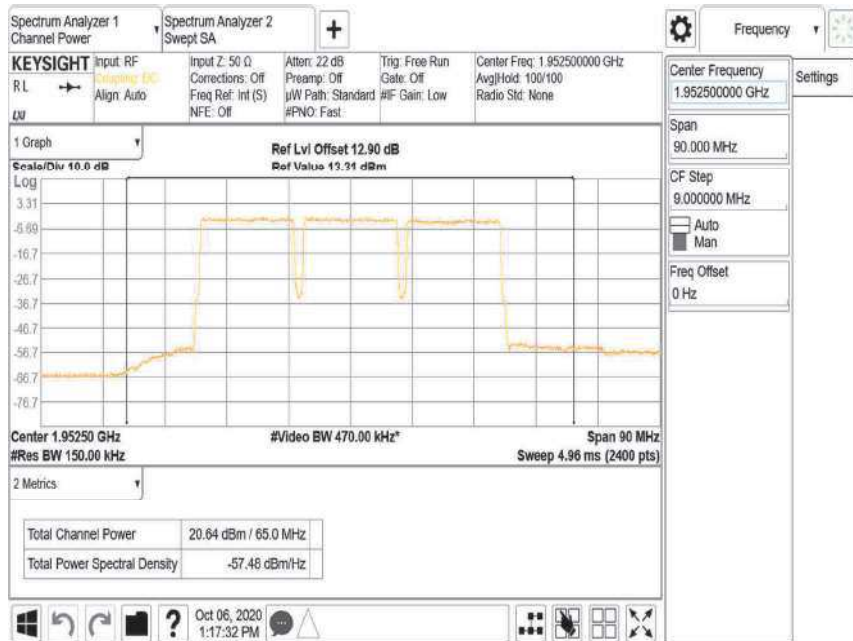 Spectrum Analyzer 1
Channel Power
Spectrum Analyzer 2
Swept SA
+
Frequency
KEYSIGHT
RL
LXI
Input: RF
Coupling: DC
Align: Auto
Input Z: 50 Ω
Corrections: Off
Freq Ref: Int (S)
NFE: Off
Atten: 22 dB
Preamp: Off
µW Path: Standard
#PNO: Fast
Trig: Free Run
Gate: Off
#IF Gain: Low
Center Freq: 1.952500000 GHz
Avg|Hold: 100/100
Radio Std: None
1 Graph
Scale/Div 10.0 dB
Ref Lvl Offset 12.90 dB
Ref Value 13.31 dBm
Log
3.31
-6.69
-16.7
-26.7
-36.7
-46.7
-56.7
-66.7
-76.7
Center 1.95250 GHz
#Res BW 150.00 kHz
#Video BW 470.00 kHz*
Span 90 MHz
Sweep 4.96 ms (2400 pts)
2 Metrics
Total Channel Power 20.64 dBm / 65.0 MHz
Total Power Spectral Density -57.48 dBm/Hz
?
Oct 06, 2020
1:17:32 PM
Center Frequency
1.952500000 GHz
Settings
Span
90.000 MHz
CF Step
9.000000 MHz
Auto
Man
Freq Offset
0 Hz